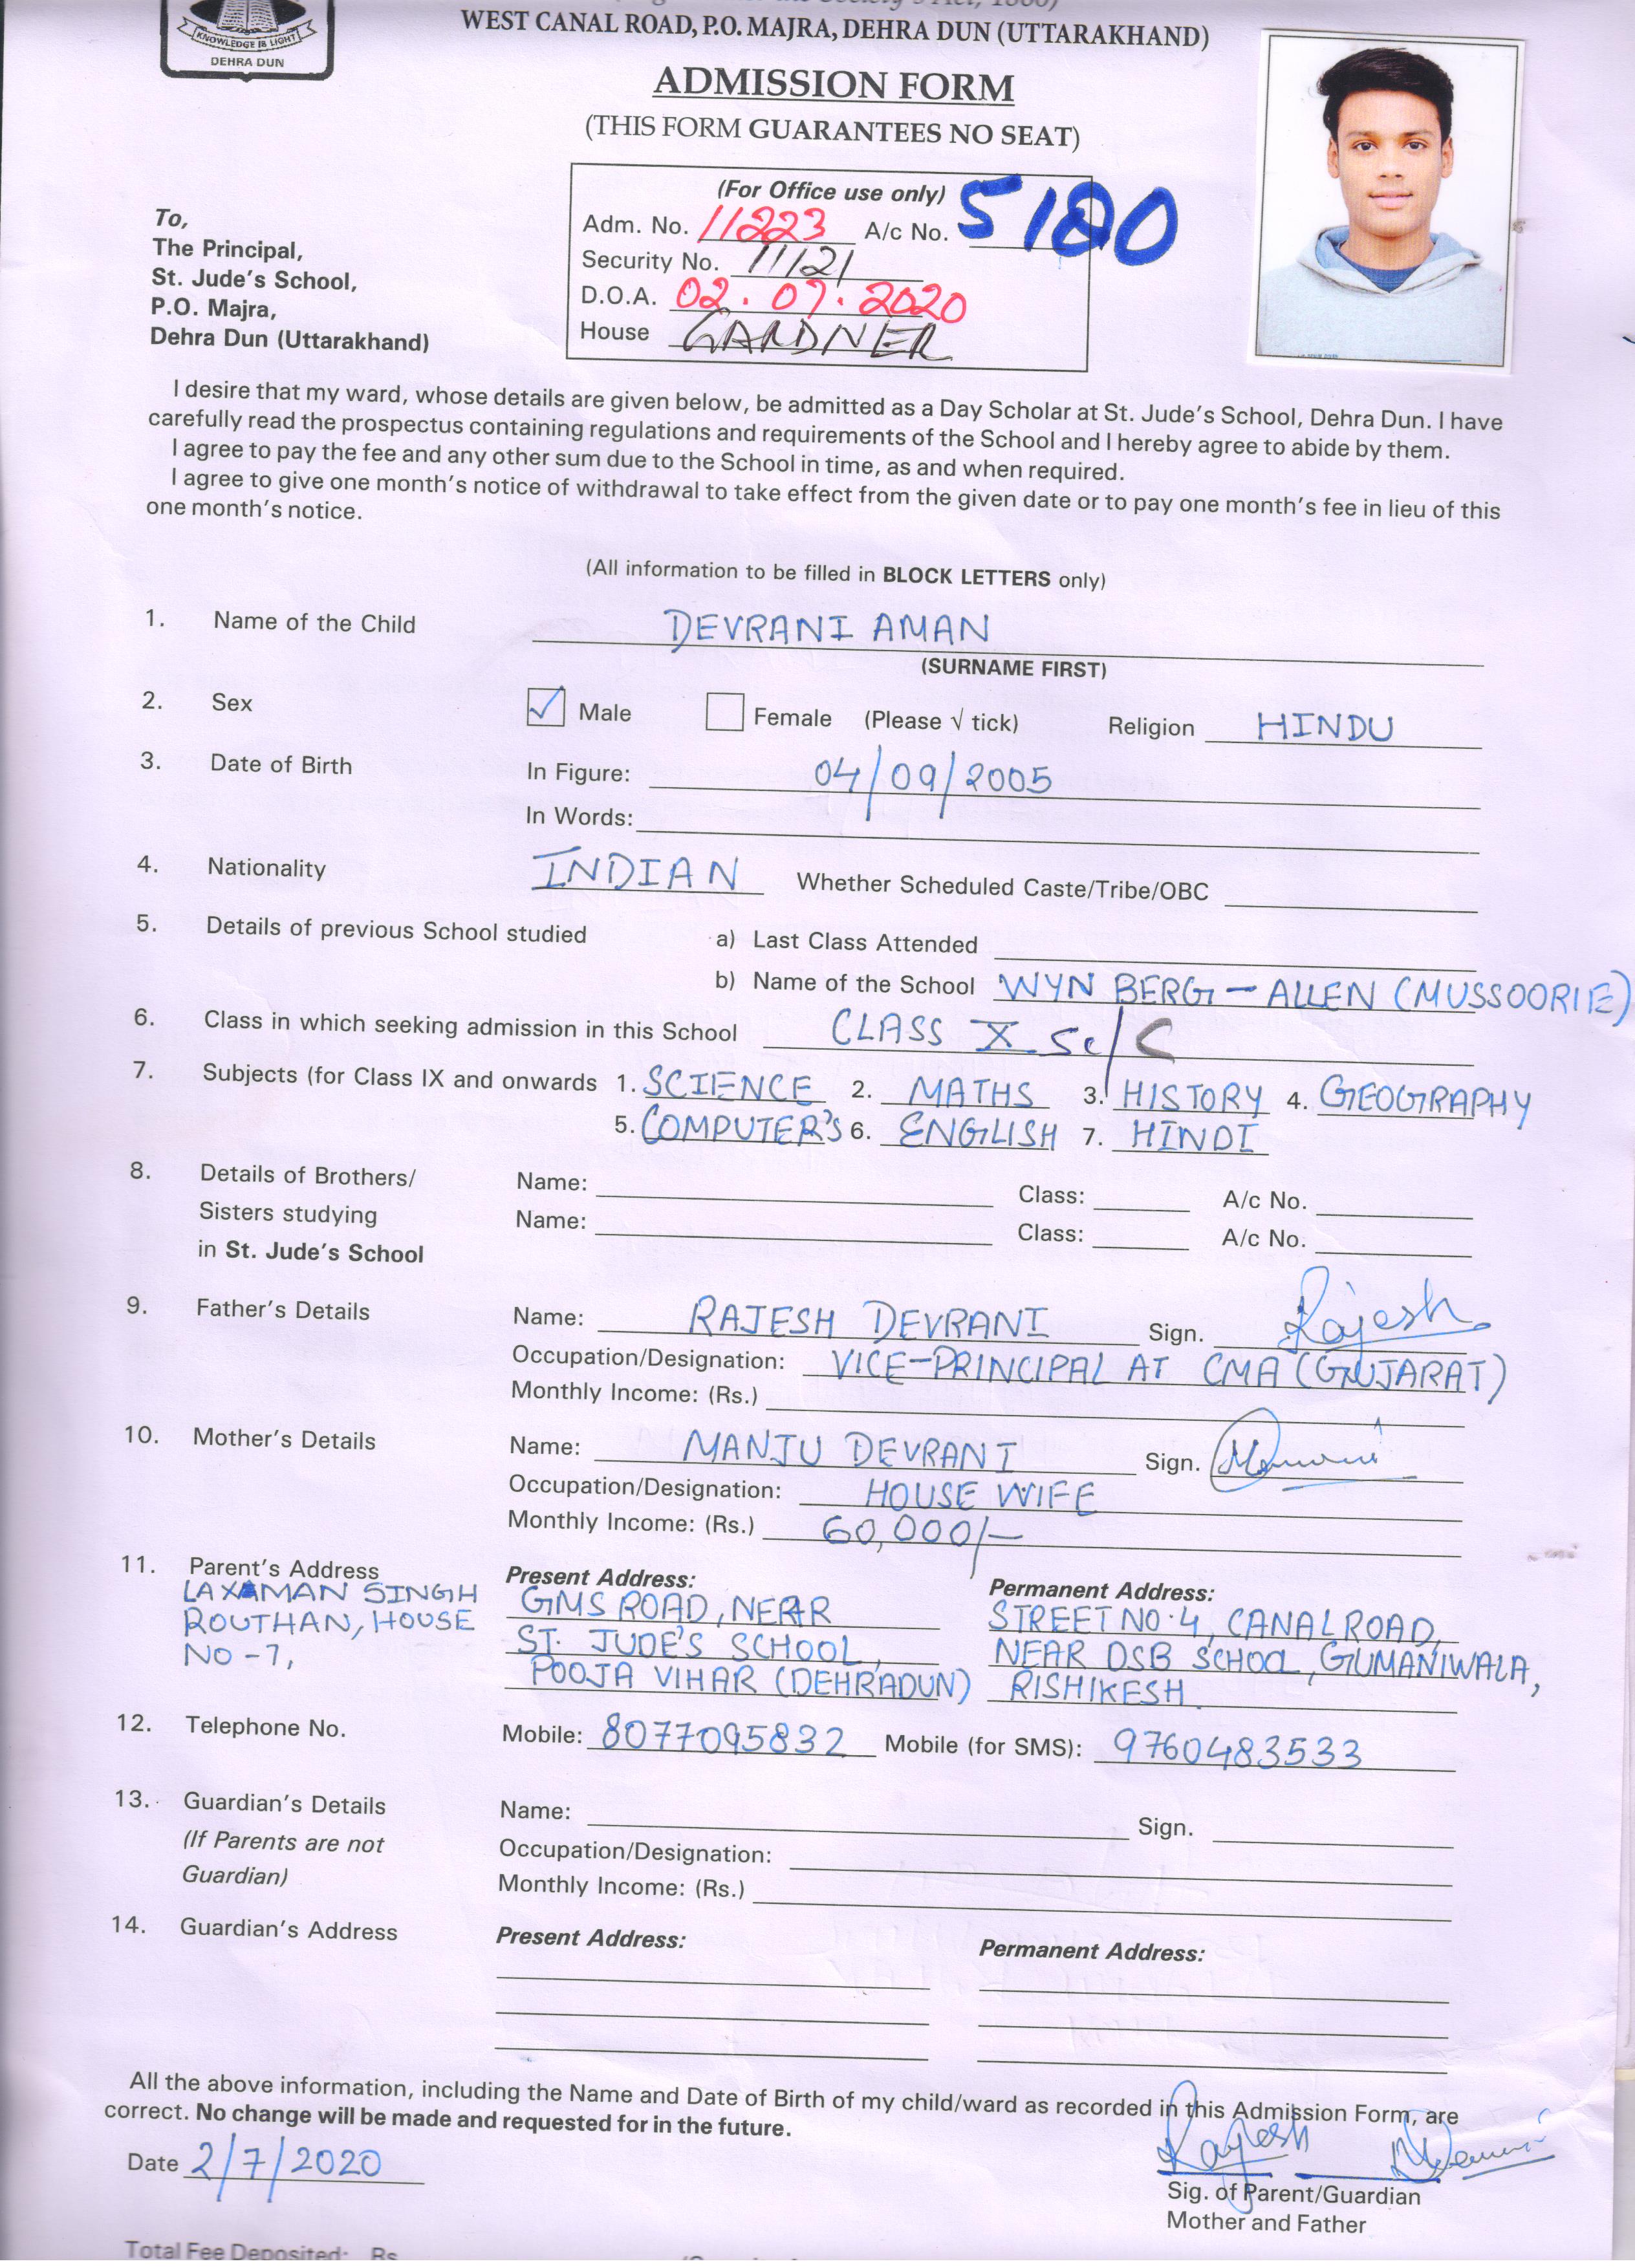 KNOWLEDGE IS LIGHT
DEHRA DUN
WEST CANAL ROAD, P.O. MAJRA, DEHRA DUN (UTTARAKHAND)
ADMISSION FORM
(THIS FORM GUARANTEES NO SEAT)
(For Office use only)
Adm. No. 11223 A/c No. 5180
Security No. 11121
D.O.A. 02.07.2020
House GARDNER
To,
The Principal,
St. Jude's School,
P.O. Majra,
Dehra Dun (Uttarakhand)
I desire that my ward, whose details are given below, be admitted as a Day Scholar at St. Jude's School, Dehra Dun. I have
carefully read the prospectus containing regulations and requirements of the School and I hereby agree to abide by them.
I agree to pay the fee and any other sum due to the School in time, as and when required.
I agree to give one month's notice of withdrawal to take effect from the given date or to pay one month's fee in lieu of this
one month's notice.
(All information to be filled in BLOCK LETTERS only)
1. Name of the Child DEVRANI AMAN
(SURNAME FIRST)
2. Sex ✓ Male Female (Please √ tick) Religion HINDU
3. Date of Birth In Figure: 04/09/2005
In Words:
4. Nationality INDIAN Whether Scheduled Caste/Tribe/OBC
5. Details of previous School studied a) Last Class Attended
b) Name of the School WYN BERG - ALLEN (MUSSOORIE)
6. Class in which seeking admission in this School CLASS X Sc/C
7. Subjects (for Class IX and onwards 1. SCIENCE 2. MATHS 3. HISTORY 4. GEOGRAPHY
5. COMPUTER'S 6. ENGLISH 7. HINDI
8. Details of Brothers/ Name: Class: A/c No.
Sisters studying Name: Class: A/c No.
in St. Jude's School
9. Father's Details Name: RAJESH DEVRANI Sign. Rajesh
Occupation/Designation: VICE-PRINCIPAL AT CMA (GUJARAT)
Monthly Income: (Rs.)
10. Mother's Details Name: MANJU DEVRANI Sign.
Occupation/Designation: HOUSE WIFE
Monthly Income: (Rs.) 60,000/-
11. Parent's Address Present Address: Permanent Address:
LAXAMAN SINGH GMS ROAD, NEAR STREET NO.4, CANAL ROAD,
ROUTHAN, HOUSE ST. JUDE'S SCHOOL, NEAR DSB SCHOOL, GUMANIWALA,
NO-7, POOJA VIHAR (DEHRADUN) RISHIKESH
12. Telephone No. Mobile: 8077095832 Mobile (for SMS): 9760483533
13. Guardian's Details Name: Sign.
(If Parents are not Occupation/Designation:
Guardian) Monthly Income: (Rs.)
14. Guardian's Address Present Address: Permanent Address:
All the above information, including the Name and Date of Birth of my child/ward as recorded in this Admission Form, are
correct. No change will be made and requested for in the future.
Date 2/7/2020 Rajesh
Sig. of Parent/Guardian
Mother and Father
Total Fee Deposited: Rs.